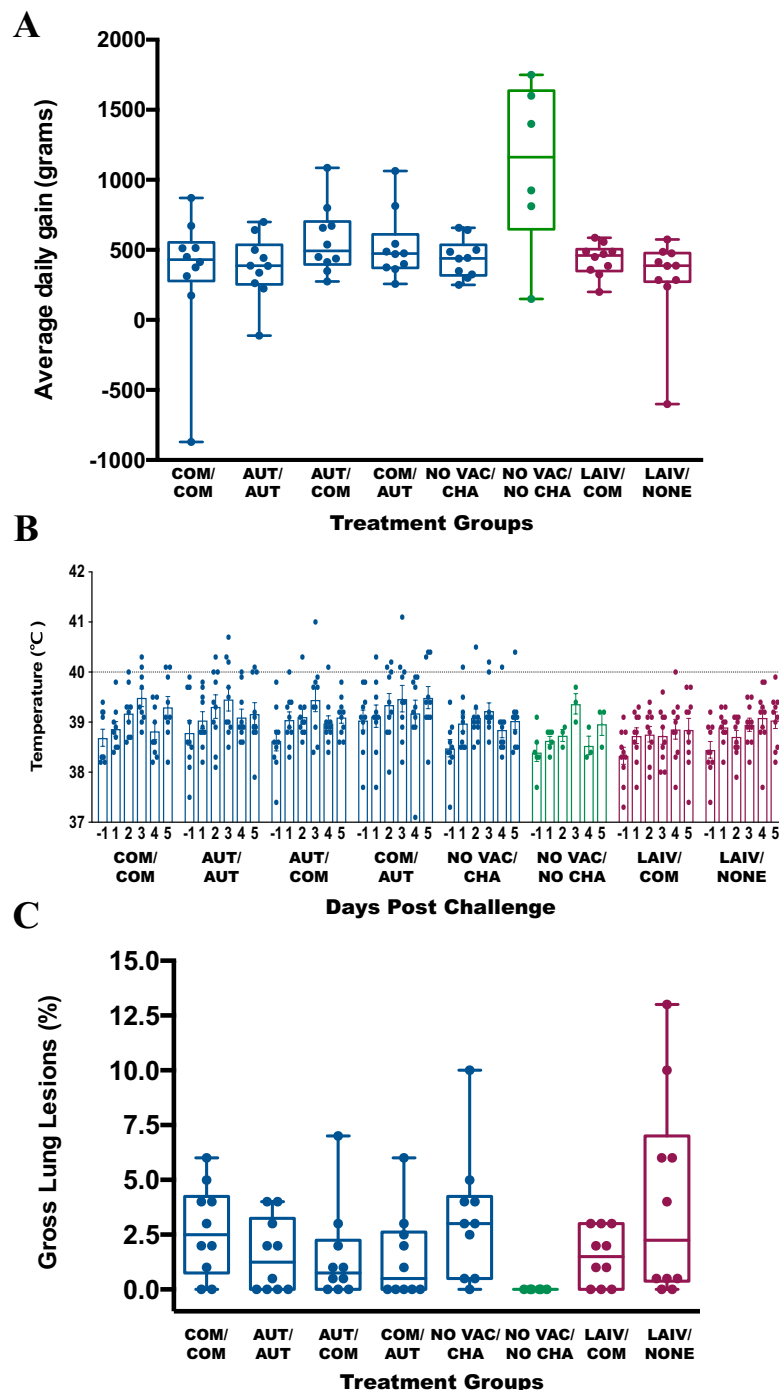 A
Average daily gain (grams)
2000
1500
1000
500
0
-500
-1000
COM/ AUT/ AUT/ COM/ NO VAC/ NO VAC/ LAIV/ LAIV/
COM AUT COM AUT CHA NO CHA COM NONE
Treatment Groups
B
Temperature (°C)
42
41
40
39
38
37
-1 1 2 3 4 5 -1 1 2 3 4 5 -1 1 2 3 4 5 -1 1 2 3 4 5 -1 1 2 3 4 5 -1 1 2 3 4 5 -1 1 2 3 4 5 -1 1 2 3 4 5
COM/ AUT/ AUT/ COM/ NO VAC/ NO VAC/ LAIV/ LAIV/
COM AUT COM AUT CHA NO CHA COM NONE
Days Post Challenge
C
Gross Lung Lesions (%)
15.0
12.5
10.0
7.5
5.0
2.5
0.0
COM/ AUT/ AUT/ COM/ NO VAC/ NO VAC/ LAIV/ LAIV/
COM AUT COM AUT CHA NO CHA COM NONE
Treatment Groups